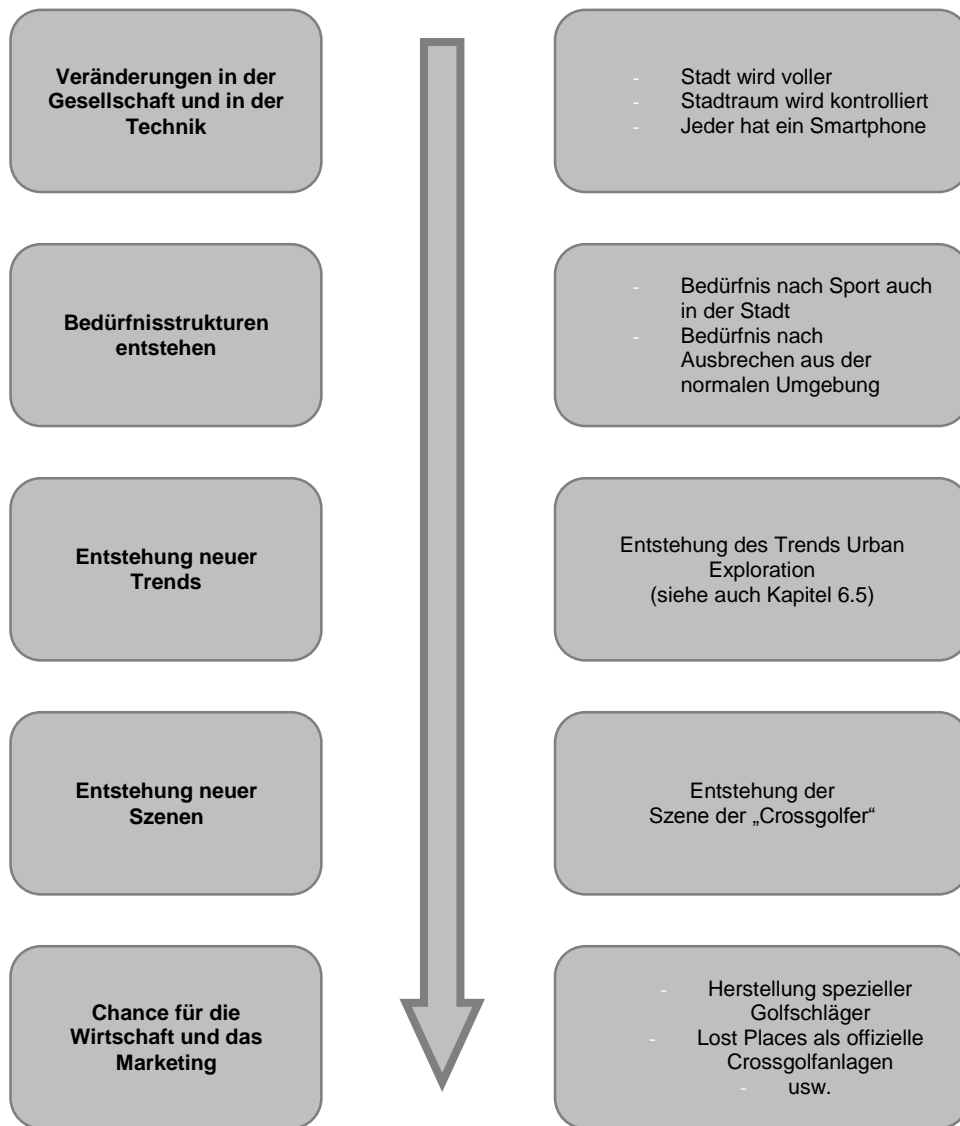 Veränderungen in der
Gesellschaft und in der
Technik
- Stadt wird voller
- Stadtraum wird kontrolliert
- Jeder hat ein Smartphone
Bedürfnisstrukturen
entstehen
- Bedürfnis nach Sport auch
in der Stadt
- Bedürfnis nach
Ausbrechen aus der
normalen Umgebung
Entstehung neuer
Trends
Entstehung des Trends Urban
Exploration
(siehe auch Kapitel 6.5)
Entstehung neuer
Szenen
Entstehung der
Szene der „Crossgolfer“
Chance für die
Wirtschaft und das
Marketing
- Herstellung spezieller
Golfschläger
- Lost Places als offizielle
Crossgolfanlagen
- usw.